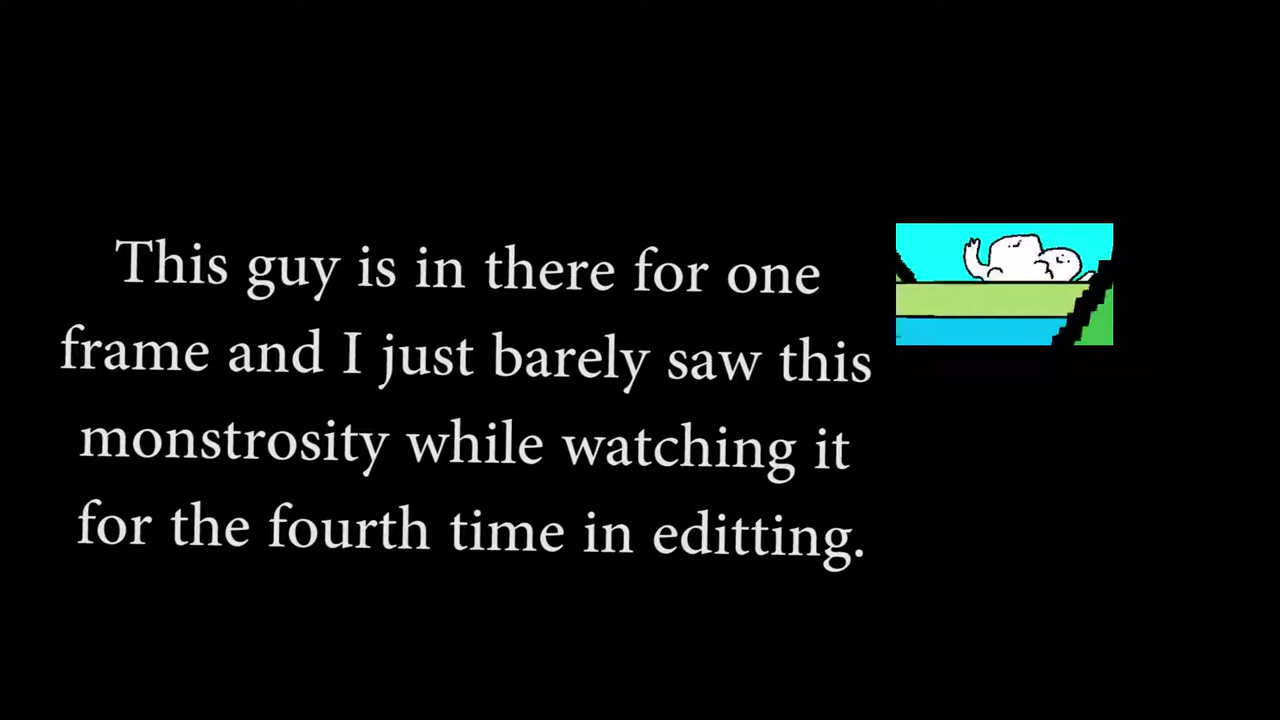 This guy is in there for one
frame and I just barely saw this
monstrosity while watching it
for the fourth time in editting.